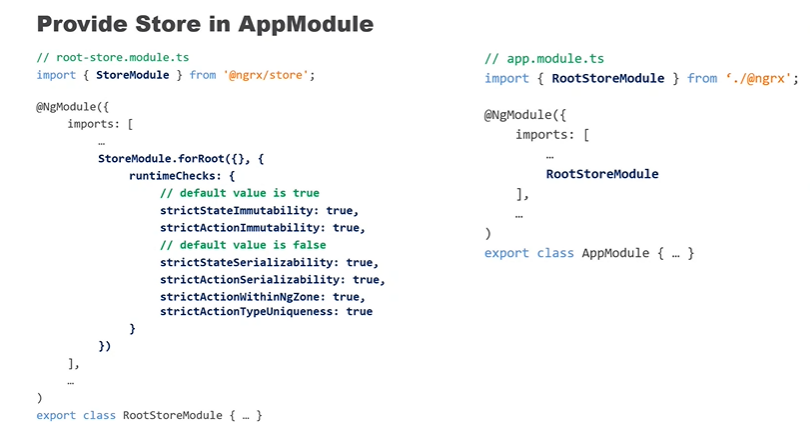 Provide Store in AppModule
// root-store.module.ts
import { StoreModule } from '@ngrx/store';
@NgModule({
imports: [
…
StoreModule.forRoot({}, {
runtimeChecks: {
// default value is true
strictStateImmutability: true,
strictActionImmutability: true,
// default value is false
strictStateSerializability: true,
strictActionSerializability: true,
strictActionWithinNgZone: true,
strictActionTypeUniqueness: true
}
})
],
…
)
export class RootStoreModule { … }
// app.module.ts
import { RootStoreModule } from ‘./@ngrx';
@NgModule({
imports: [
…
RootStoreModule
],
…
)
export class AppModule { … }